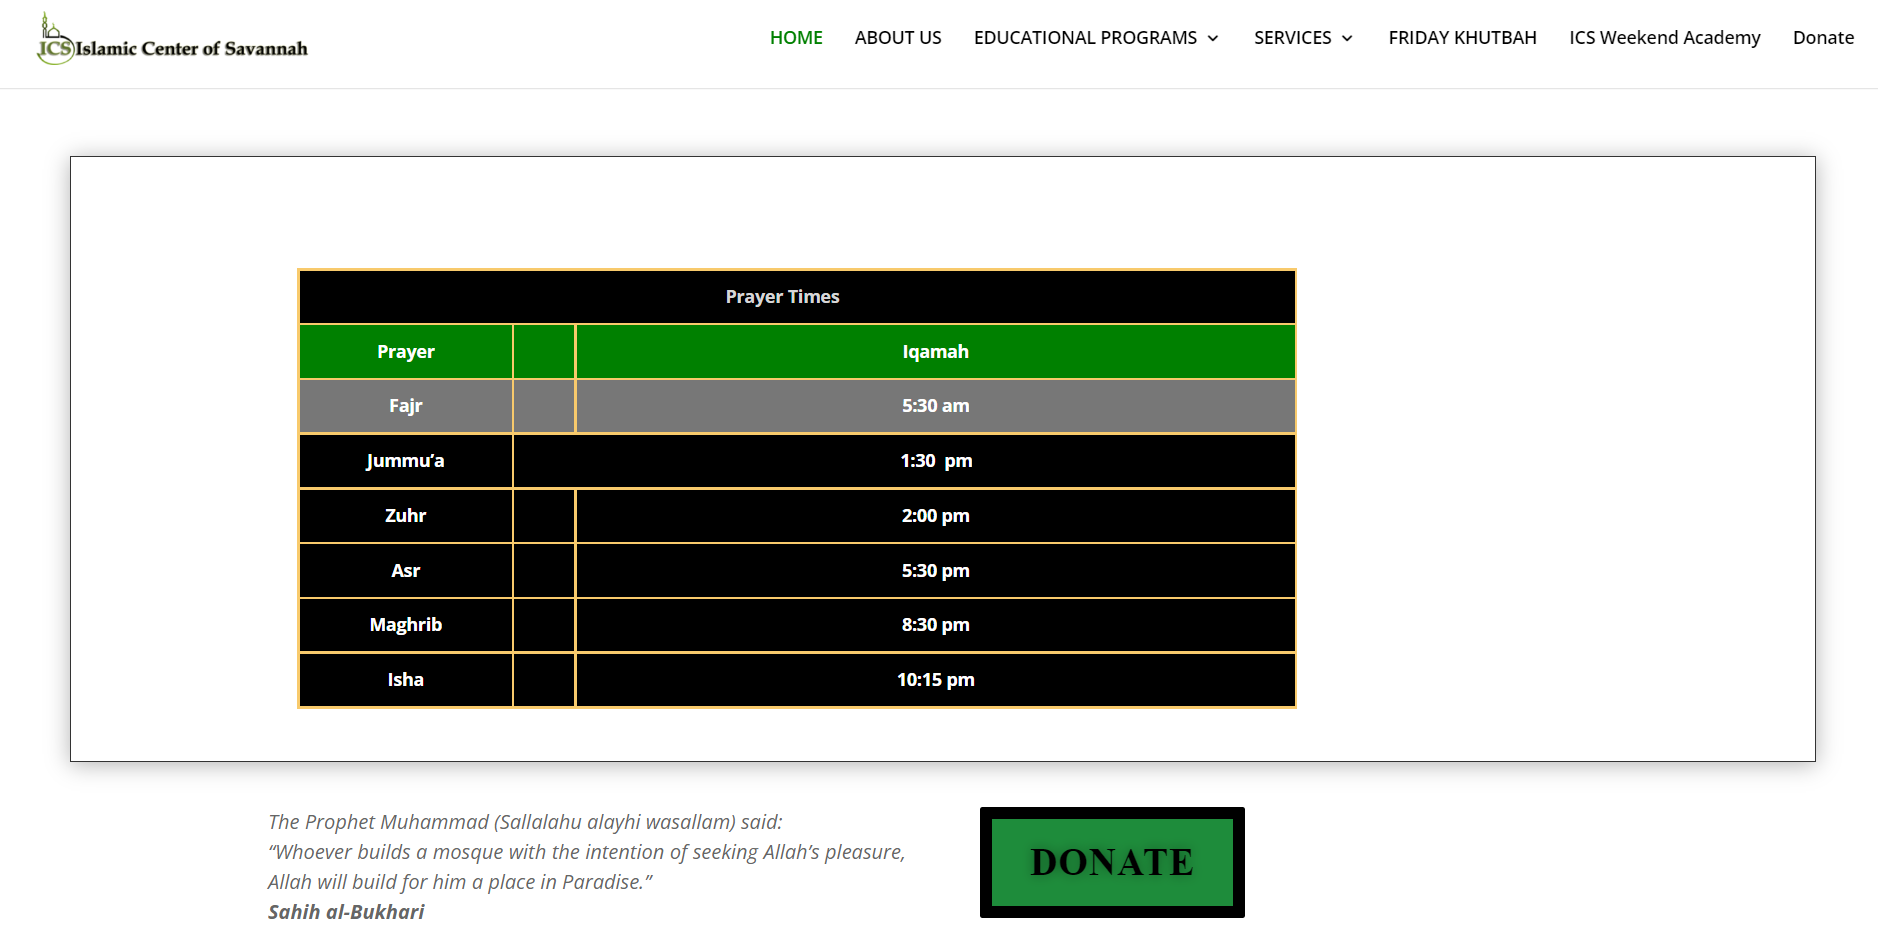 ICS Islamic Center of Savannah
HOME ABOUT US EDUCATIONAL PROGRAMS SERVICES FRIDAY KHUTBAH ICS Weekend Academy Donate
Prayer Times
Prayer Iqamah
Fajr 5:30 am
Jummu’a 1:30 pm
Zuhr 2:00 pm
Asr 5:30 pm
Maghrib 8:30 pm
Isha 10:15 pm
The Prophet Muhammad (Sallalahu alayhi wasallam) said:
“Whoever builds a mosque with the intention of seeking Allah’s pleasure,
Allah will build for him a place in Paradise.”
Sahih al-Bukhari
DONATE